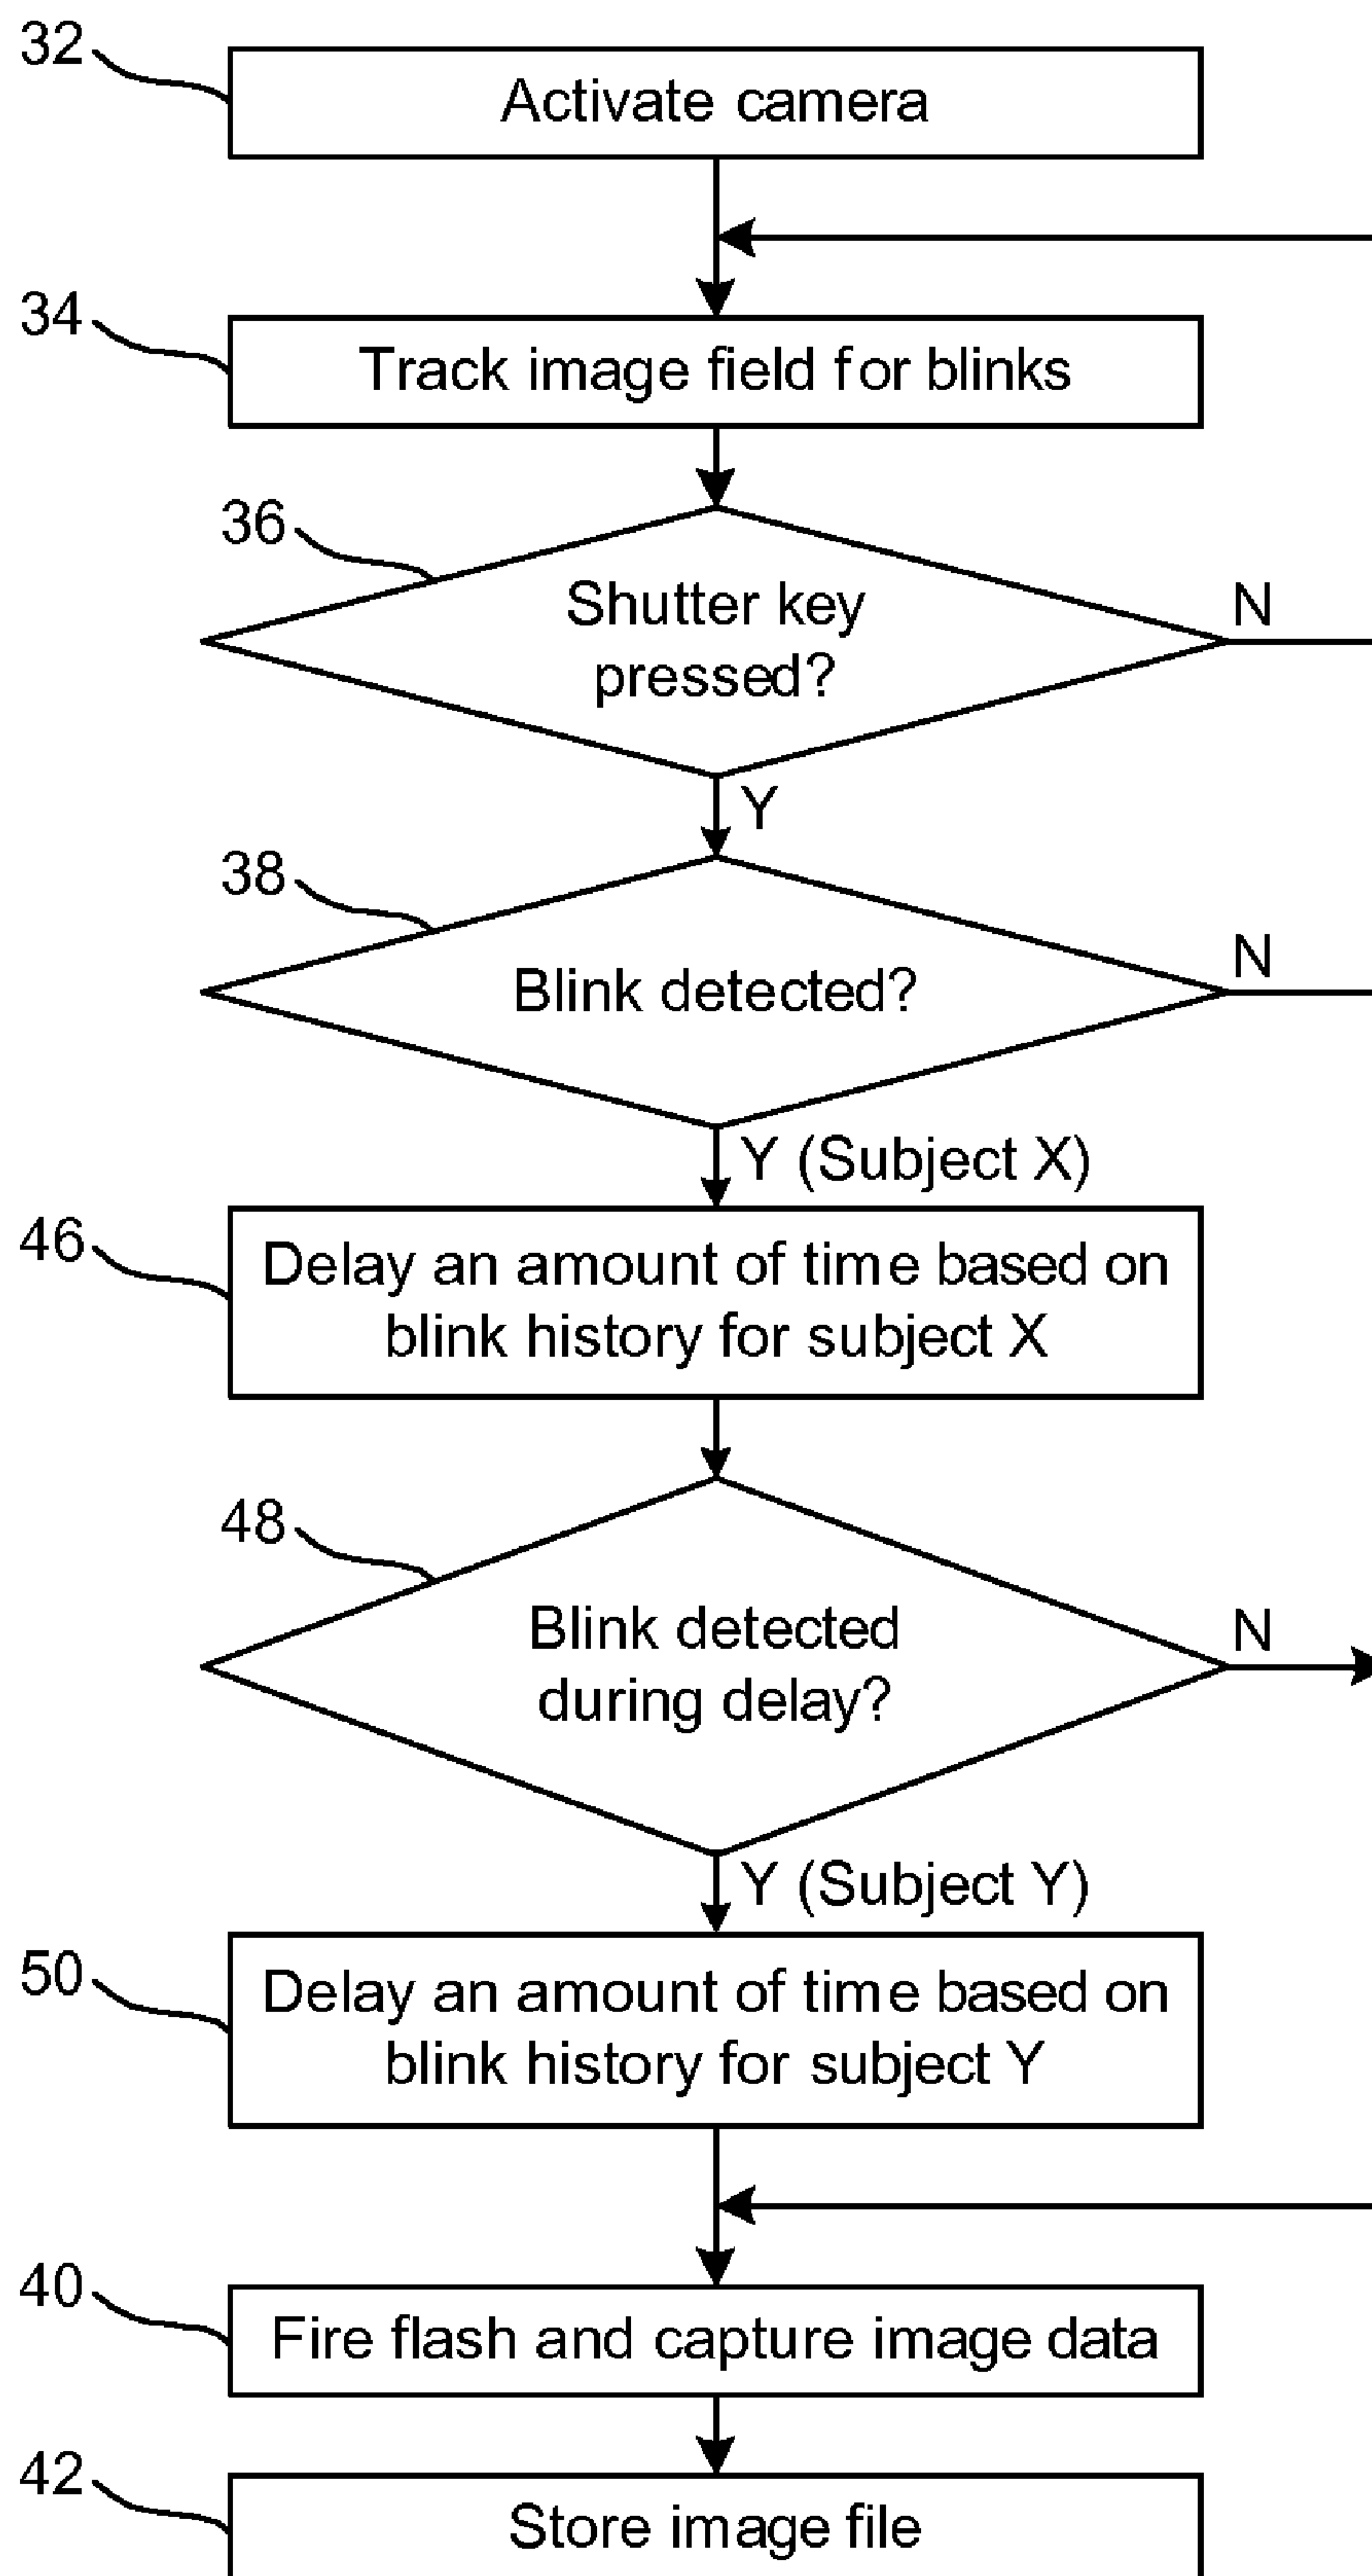 32
Activate camera
34
Track image field for blinks
36
Shutter key
pressed?
N
Y
38
Blink detected?
N
Y (Subject X)
46
Delay an amount of time based on
blink history for subject X
48
Blink detected
during delay?
N
Y (Subject Y)
50
Delay an amount of time based on
blink history for subject Y
40
Fire flash and capture image data
42
Store image file